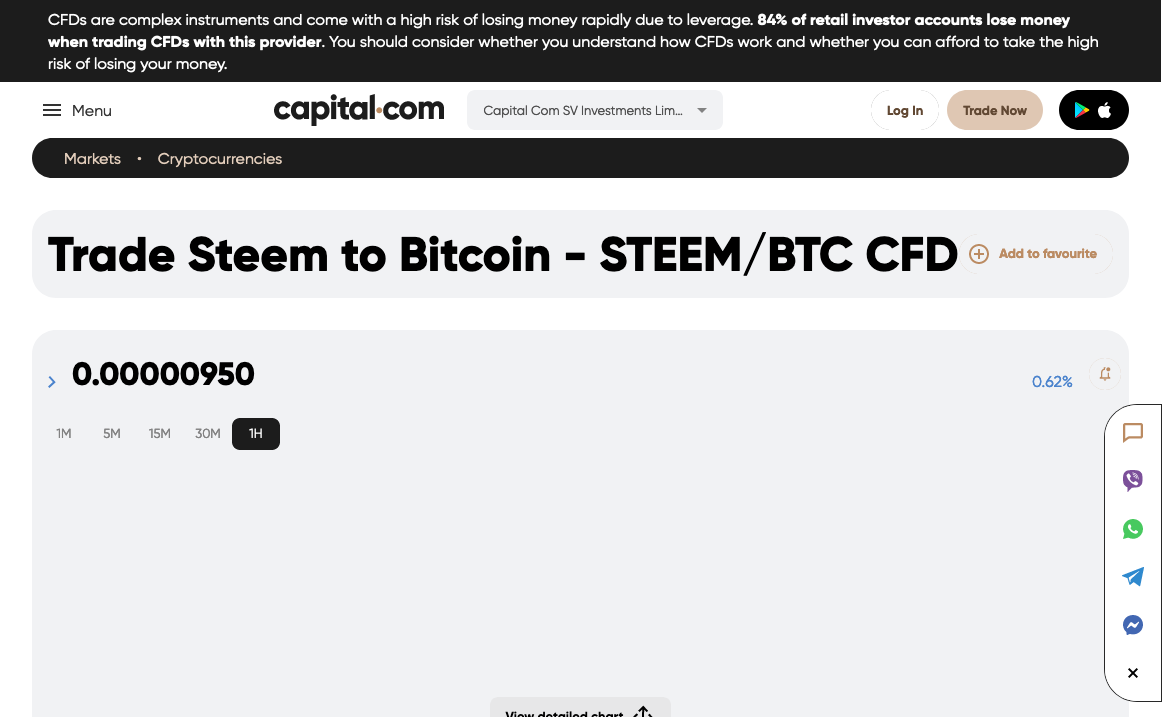 CFDs are complex instruments and come with a high risk of losing money rapidly due to leverage. 84% of retail investor accounts lose money
when trading CFDs with this provider. You should consider whether you understand how CFDs work and whether you can afford to take the high
risk of losing your money.
Menu
capital.com
Capital Com SV Investments Lim...
Log In
Trade Now
Markets • Cryptocurrencies
Trade Steem to Bitcoin - STEEM/BTC CFD
Add to favourite
0.00000950
0.62%
1M 5M 15M 30M 1H
View detailed chart